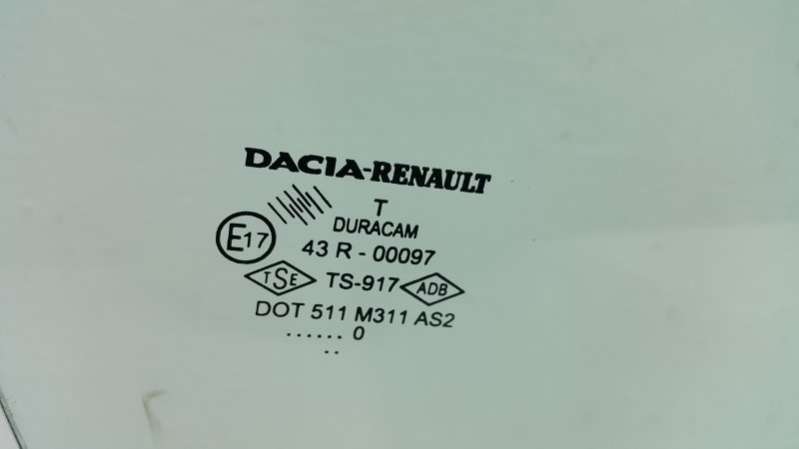 DACIA-RENAULT
T
DURACAM
E17 43 R - 00097
TSE TS-917 ADB
DOT 511 M311 AS2
...... 0
..